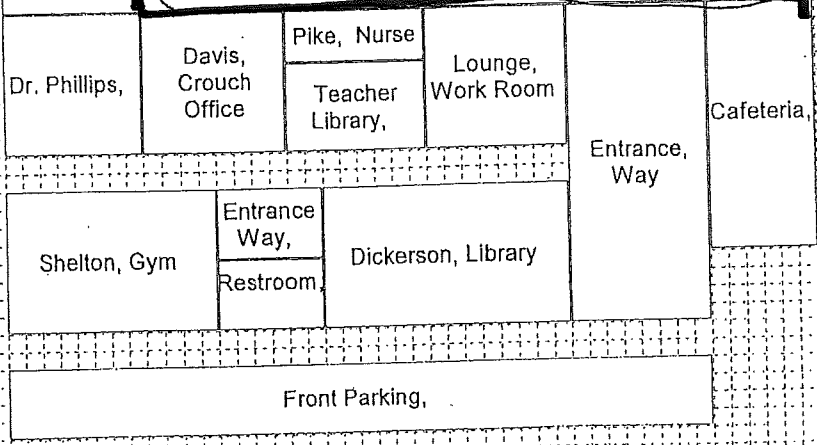 Dr. Phillips,
Davis,
Crouch
Office
Pike, Nurse
Teacher
Library,
Lounge,
Work Room
Entrance,
Way
Cafeteria,
Shelton, Gym
Entrance
Way,
Restroom,
Dickerson, Library
Front Parking,